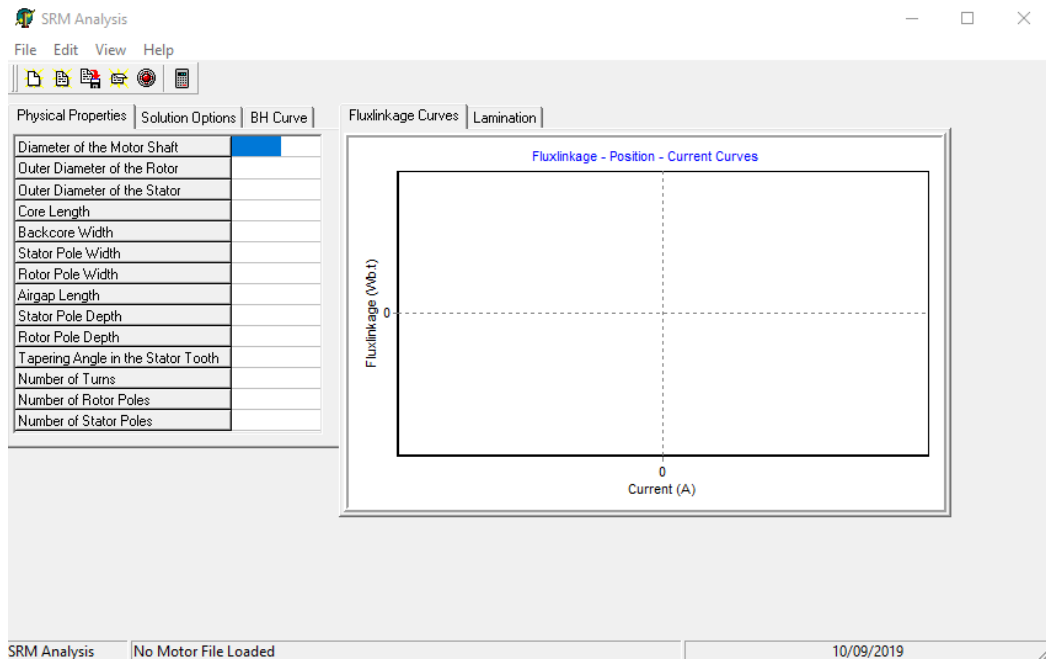 SRM Analysis
File Edit View Help
Physical Properties Solution Options BH Curve
Fluxlinkage Curves Lamination
Diameter of the Motor Shaft
Outer Diameter of the Rotor
Outer Diameter of the Stator
Core Length
Backcore Width
Stator Pole Width
Rotor Pole Width
Airgap Length
Stator Pole Depth
Rotor Pole Depth
Tapering Angle in the Stator Tooth
Number of Turns
Number of Rotor Poles
Number of Stator Poles
Fluxlinkage - Position - Current Curves
Fluxlinkage (Wb.t)
0
0
Current (A)
SRM Analysis No Motor File Loaded 10/09/2019